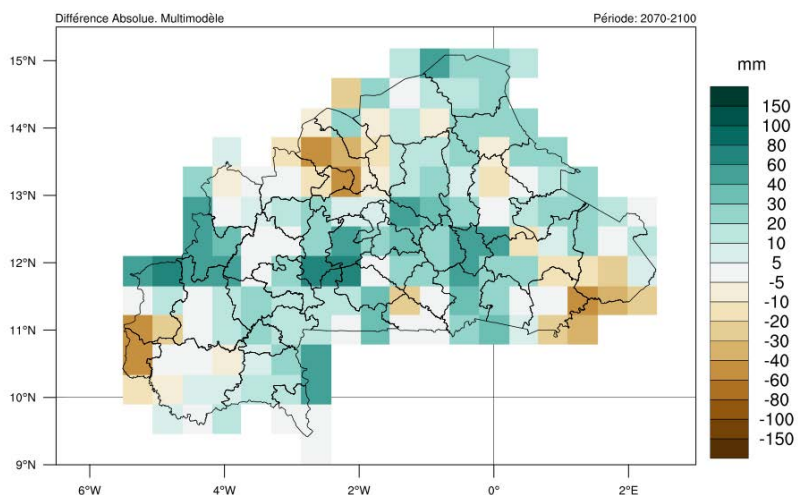 Différence Absolue. Multimodèle
Période: 2070-2100
15°N
14°N
13°N
12°N
11°N
10°N
9°N
6°W
4°W
2°W
0°
2°E
mm
150
100
80
60
40
30
20
10
5
-5
-10
-20
-30
-40
-60
-80
-100
-150